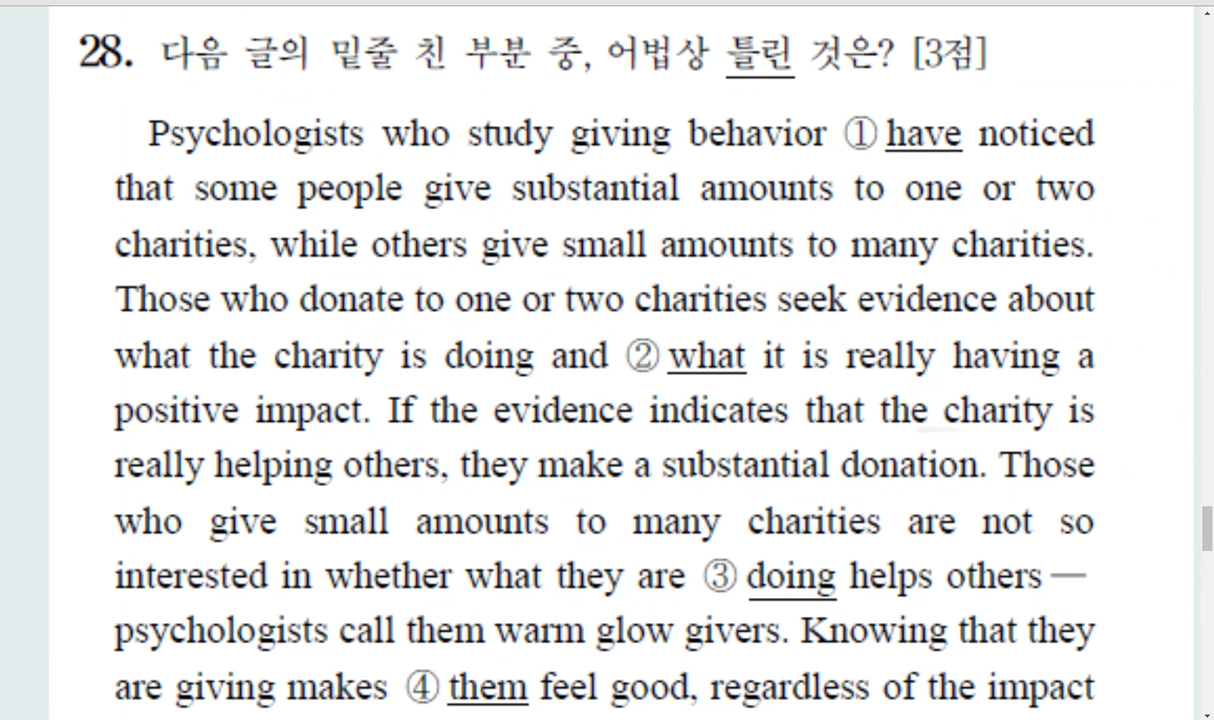 28. 다음 글의 밑줄 친 부분 중, 어법상 틀린 것은? [3점]
Psychologists who study giving behavior ① have noticed
that some people give substantial amounts to one or two
charities, while others give small amounts to many charities.
Those who donate to one or two charities seek evidence about
what the charity is doing and ② what it is really having a
positive impact. If the evidence indicates that the charity is
really helping others, they make a substantial donation. Those
who give small amounts to many charities are not so
interested in whether what they are ③ doing helps others —
psychologists call them warm glow givers. Knowing that they
are giving makes ④ them feel good, regardless of the impact